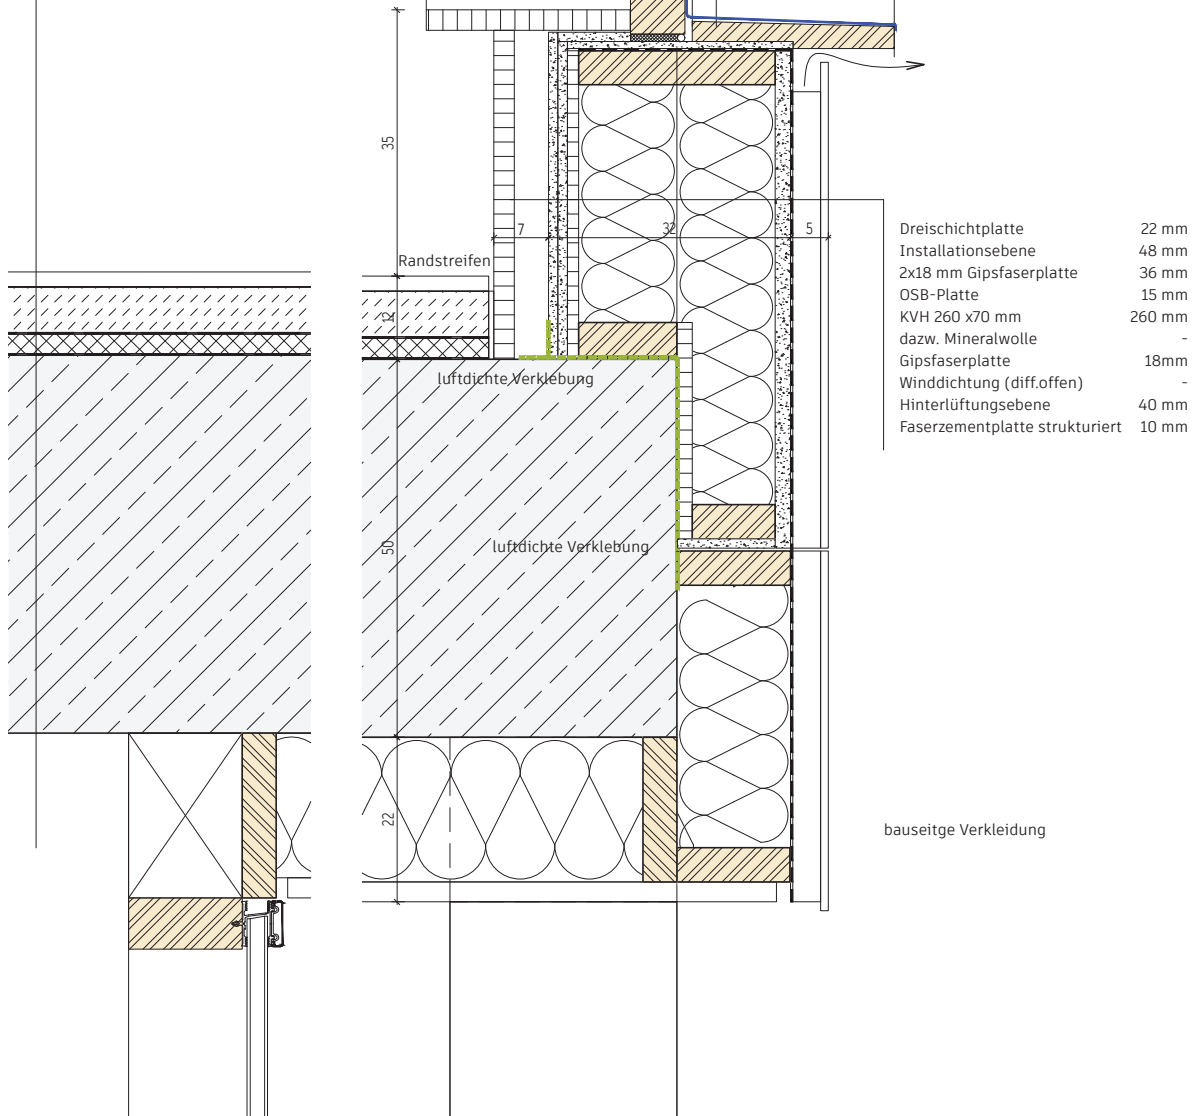 35
7
32
5
Dreischichtplatte 22 mm
Installationsebene 48 mm
2x18 mm Gipsfaserplatte 36 mm
OSB-Platte 15 mm
KVH 260 x70 mm 260 mm
dazw. Mineralwolle -
Gipsfaserplatte 18mm
Winddichtung (diff.offen) -
Hinterlüftungsebene 40 mm
Faserzementplatte strukturiert 10 mm
Randstreifen
12
luftdichte Verklebung
50
luftdichte Verklebung
22
bauseitge Verkleidung